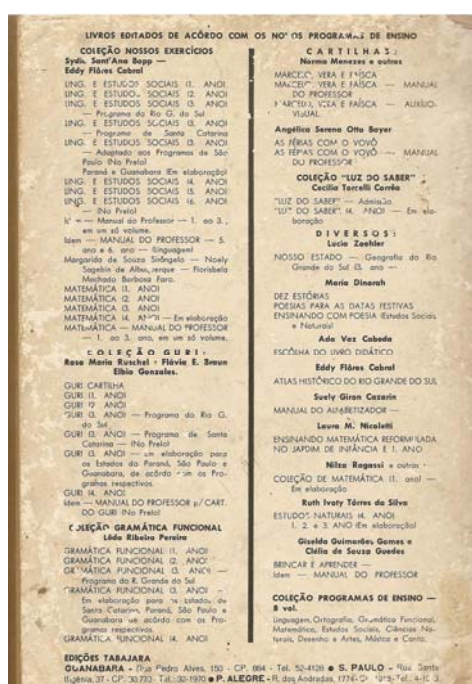 LIVROS EDITADOS DE ACÔRDO COM OS NOVOS PROGRAMAS DE ENSINO
COLEÇÃO NOSSOS EXERCÍCIOS
Sydia Sant'Ana Bopp —
Eddy Flôres Cabral
LING. E ESTUDOS SOCIAIS (1. ANO)
LING. E ESTUDOS SOCIAIS (2. ANO)
LING. E ESTUDOS SOCIAIS (3. ANO)
— Programa do Rio G. do Sul
LING. E ESTUDOS SOCIAIS (3. ANO)
— Programa de Santa Catarina
LING. E ESTUDOS SOCIAIS (3. ANO)
— Adaptado aos Programas de São
Paulo (No Prelo)
Paraná e Guanabara (Em elaboração)
LING. E ESTUDOS SOCIAIS (4. ANO)
LING. E ESTUDOS SOCIAIS (5. ANO)
LING. E ESTUDOS SOCIAIS (6. ANO)
— (No Prelo)
— Manual do Professor — 1. ao 3.,
em um só volume.
Idem — MANUAL DO PROFESSOR — 5.
ano e 6. ano — (linguagem)
Margarida de Souza Sirângelo — Noely
Sagebin de Albuquerque — Florisbela
Machado Barbosa Faro.
MATEMÁTICA (1. ANO)
MATEMÁTICA (2. ANO)
MATEMÁTICA (3. ANO)
MATEMÁTICA (4. ANO) — Em elaboração
MATEMÁTICA — MANUAL DO PROFESSOR
— 1. ao 3. ano, em um só volume.
COLEÇÃO GURI:
Rosa Maria Ruschel - Flávia E. Braun
Elbio Gonzales.
GURI CARTILHA
GURI (1. ANO)
GURI (2. ANO)
GURI (3. ANO) — Programa do Rio G.
do Sul
GURI (3. ANO) — Programa de Santa
Catarina — (No Prelo)
GURI (3. ANO) — em elaboração para
os Estados do Paraná, São Paulo e
Guanabara, de acôrdo com os Pro-
gramas respectivos.
GURI (4. ANO)
Idem — MANUAL DO PROFESSOR p/CART.
DO GURI (No Prelo)
COLEÇÃO GRAMÁTICA FUNCIONAL
Lêda Ribeiro Pereira
GRAMÁTICA FUNCIONAL (1. ANO)
GRAMÁTICA FUNCIONAL (2. ANO)
GRAMÁTICA FUNCIONAL (3. ANO) —
Programa do R. Grande do Sul
GRAMÁTICA FUNCIONAL (3. ANO) —
Em elaboração para os Estados de
Santa Catarina, Paraná, São Paulo e
Guanabara de acôrdo com os Pro-
gramas respectivos.
GRAMÁTICA FUNCIONAL (4. ANO)
CARTILHAS:
Norma Menezes e outras
MARCELO, VERA E FAÍSCA
MARCELO, VERA E FAÍSCA — MANUAL
DO PROFESSOR
MARCELO, VERA E FAÍSCA — AUXÍLIO-
VISUAL.
Angélica Serena Otto Bayer
AS FÉRIAS COM O VOVÔ
AS FÉRIAS COM O VOVÔ — MANUAL
DO PROFESSOR
COLEÇÃO "LUZ DO SABER"
Cecília Torcelli Corrêa
"LUZ DO SABER" — Admissão
"LUZ DO SABER" (4. ANO) — Em ela-
boração
DIVERSOS:
Lucia Zaehler
NOSSO ESTADO — Geografia do Rio
Grande do Sul (3. ano —
Maria Dinorah
DEZ ESTÓRIAS
POESIAS PARA AS DATAS FESTIVAS
ENSINANDO COM POESIA (Estudos Sociais
e Naturais)
Ada Vaz Cabeda
ESCÔLHA DO LIVRO DIDÁTICO
Eddy Flôres Cabral
ATLAS HISTÓRICO DO RIO GRANDE DO SUL
Suely Giron Cazarin
MANUAL DO ALFABETIZADOR —
Laura M. Nicoletti
ENSINANDO MATEMÁTICA REFORMULADA
NO JARDIM DE INFÂNCIA E 1. ANO
Nilza Ragassi e outras -
COLEÇÃO DE MATEMÁTICA (1. ano) —
Em elaboração
Ruth Ivoty Tôrres da Silva
ESTUDOS NATURAIS (4. ANO)
1. 2. e 3. ANO (Em elaboração)
Giselda Guimarães Gomes e
Clélia de Souza Guedes
BRINCAR E APRENDER —
Idem — MANUAL DO PROFESSOR
COLEÇÃO PROGRAMAS DE ENSINO —
8 vol.
Linguagem, Ortografia, Gramática Funcional,
Matemática, Estudos Sociais, Ciências Na-
turais, Desenho e Artes, Música e Canto.
EDIÇÕES TABAJARA
GUANABARA - Rua Pedro Alves, 150 - CP. 884 - Tel. 52-4128 ● S. PAULO - Rua Santa
Ifigênia, 37 - CP. 30.773 - Tel. 32-1970 ● P. ALEGRE - R. dos Andradas, 1774